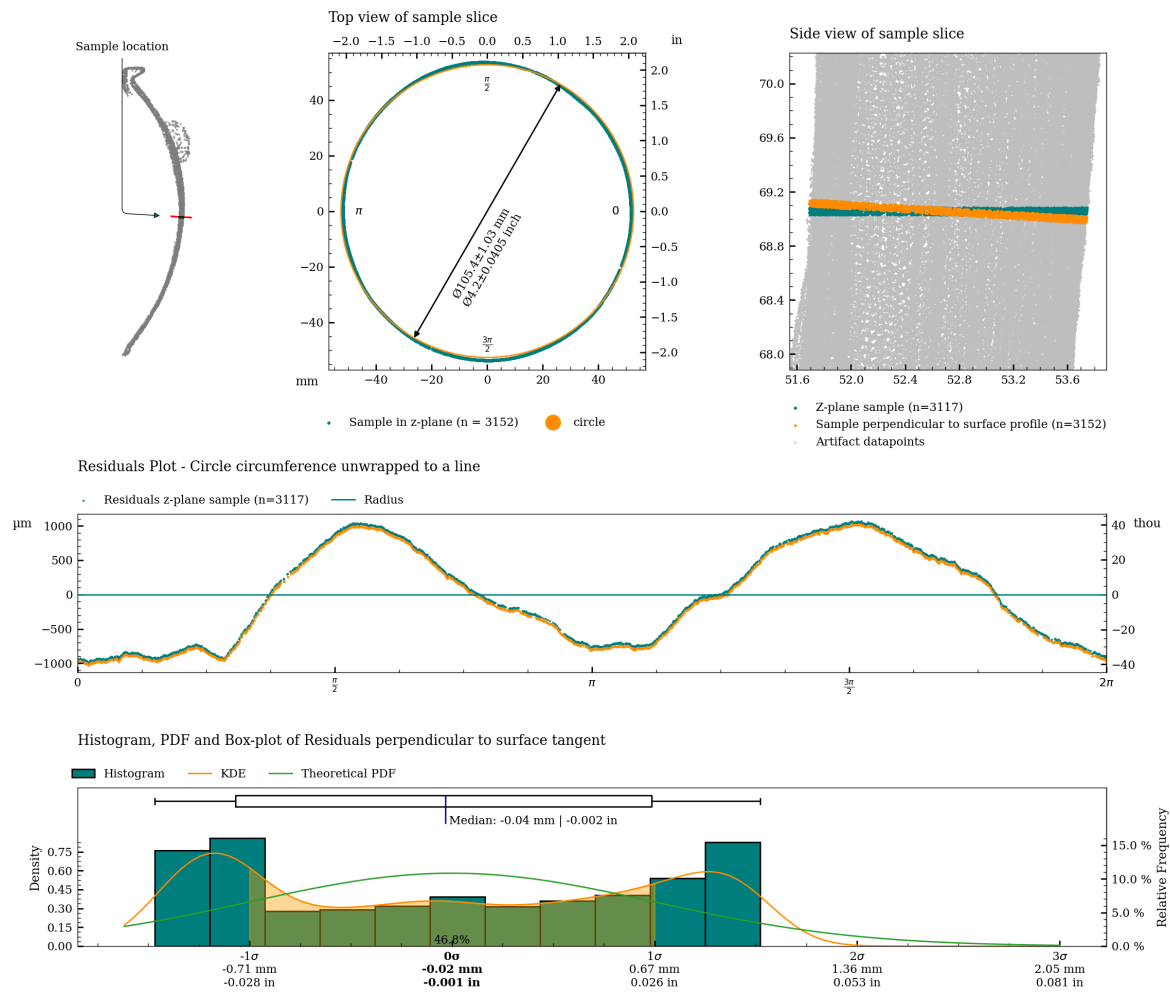 Sample location
Top view of sample slice
−2.0 −1.5 −1.0 −0.5 0.0 0.5 1.0 1.5 2.0 in
40
20
0
−20
−40
2.0
1.5
1.0
0.5
0.0
−0.5
−1.0
−1.5
−2.0
π/2
π
0
3π/2
Ø105.4±1.03 mm
Ø4.2±0.0405 inch
mm −40 −20 0 20 40
Sample in z-plane (n = 3152) circle
Side view of sample slice
70.0
69.6
69.2
68.8
68.4
68.0
51.6 52.0 52.4 52.8 53.2 53.6
Z-plane sample (n=3117)
Sample perpendicular to surface profile (n=3152)
Artifact datapoints
Residuals Plot - Circle circumference unwrapped to a line
Residuals z-plane sample (n=3117) Radius
µm
1000
500
0
−500
−1000
40 thou
20
0
−20
−40
0 π/2 π 3π/2 2π
Histogram, PDF and Box-plot of Residuals perpendicular to surface tangent
Histogram KDE Theoretical PDF
Median: -0.04 mm | -0.002 in
Density
0.75
0.60
0.45
0.30
0.15
0.00
15.0 %
10.0 %
5.0 %
0.0 %
Relative Frequency
46.8%
-1σ 0σ 1σ 2σ 3σ
-0.71 mm -0.02 mm 0.67 mm 1.36 mm 2.05 mm
-0.028 in -0.001 in 0.026 in 0.053 in 0.081 in